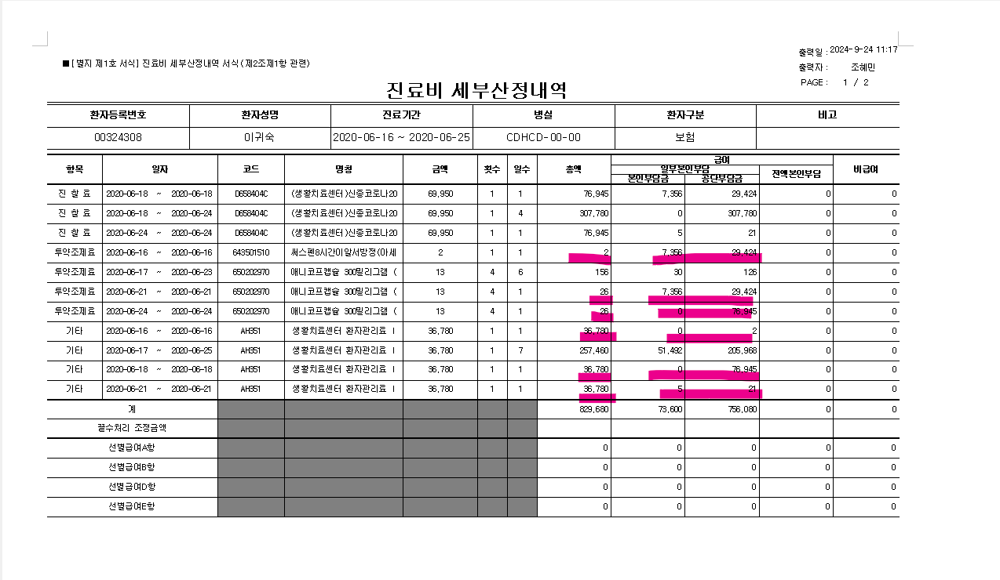 출력일 : 2024-9-24 11:17
■[별지 제1호 서식] 진료비 세부산정내역 서식(제2조제1항 관련)
출력자 : 조혜민
PAGE : 1 / 2
진료비 세부산정내역
환자등록번호 환자성명 진료기간 병실 환자구분 비고
00324308 이귀숙 2020-06-16 ~ 2020-06-25 CDHCD-00-00 보험
급여
항목 일자 코드 명칭 금액 횟수 일수 총액 일부본인부담 전액본인부담 비급여
본인부담금 공단부담금
진 찰 료 2020-06-18 ~ 2020-06-18 D658404C (생활치료센터)신종코로나20 69,950 1 1 76,945 7,356 29,424 0 0
진 찰 료 2020-06-18 ~ 2020-06-24 D658404C (생활치료센터)신종코로나20 69,950 1 4 307,780 0 307,780 0 0
진 찰 료 2020-06-24 ~ 2020-06-24 D658404C (생활치료센터)신종코로나20 69,950 1 1 76,945 5 21 0 0
투약조제료 2020-06-16 ~ 2020-06-16 643501510 써스펜8시간이알서방정(아세 2 1 1 2 7,356 29,424 0 0
투약조제료 2020-06-17 ~ 2020-06-23 650202970 애니코프캡슐 300밀리그램 ( 13 4 6 156 30 126 0 0
투약조제료 2020-06-21 ~ 2020-06-21 650202970 애니코프캡슐 300밀리그램 ( 13 4 1 26 7,356 29,424 0 0
투약조제료 2020-06-24 ~ 2020-06-24 650202970 애니코프캡슐 300밀리그램 ( 13 4 1 26 0 76,945 0 0
기타 2020-06-16 ~ 2020-06-16 AH351 생활치료센터 환자관리료 I 36,780 1 1 36,780 0 2 0 0
기타 2020-06-17 ~ 2020-06-25 AH351 생활치료센터 환자관리료 I 36,780 1 7 257,460 51,492 205,968 0 0
기타 2020-06-18 ~ 2020-06-18 AH351 생활치료센터 환자관리료 I 36,780 1 1 36,780 0 76,945 0 0
기타 2020-06-21 ~ 2020-06-21 AH351 생활치료센터 환자관리료 I 36,780 1 1 36,780 5 21 0 0
계 829,680 73,600 756,080 0 0
끝수처리 조정금액
선별급여A항 0 0 0 0 0
선별급여B항 0 0 0 0 0
선별급여D항 0 0 0 0 0
선별급여E항 0 0 0 0 0